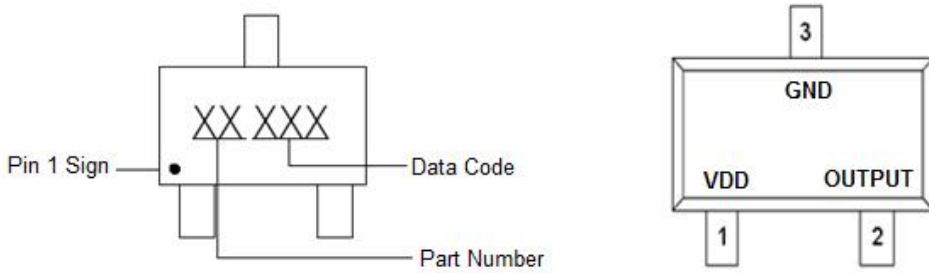 3
GND
XX XXX
Pin 1 Sign
Data Code
VDD OUTPUT
1 2
Part Number